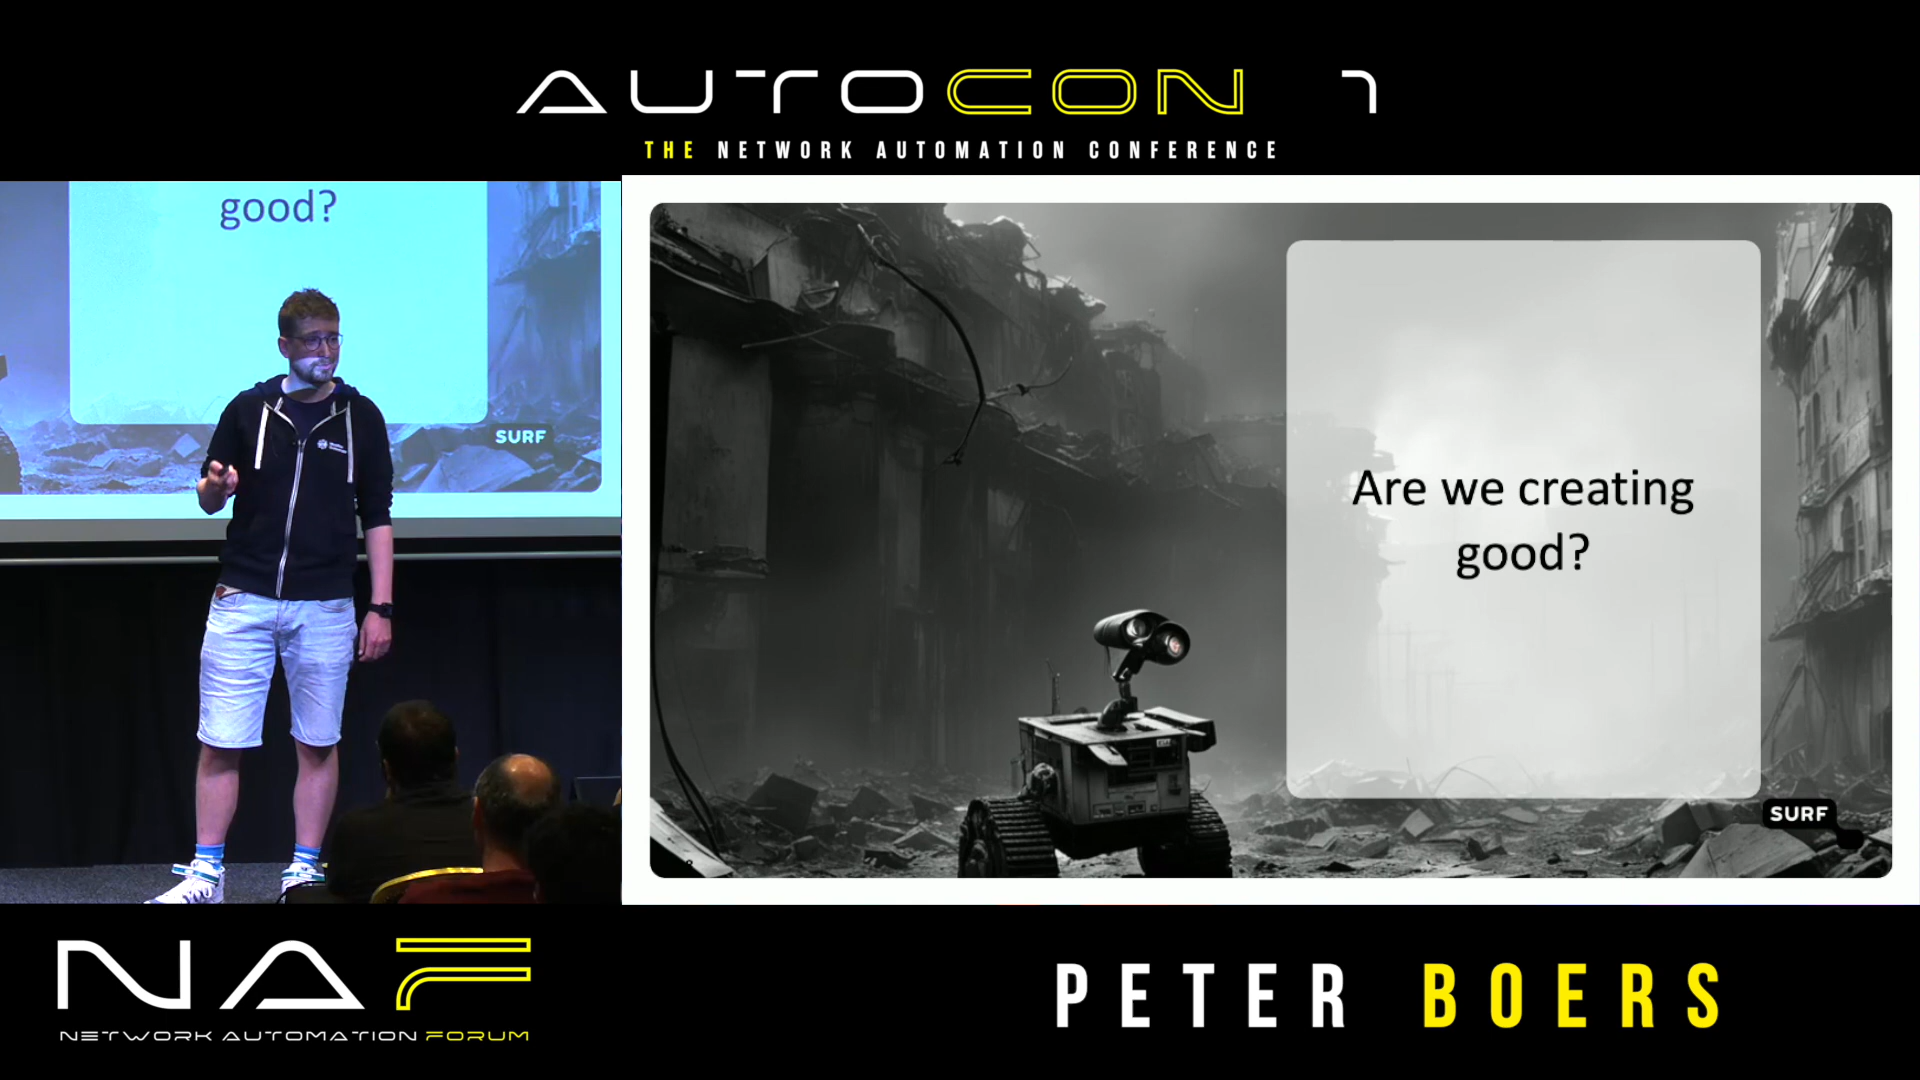 AUTOCON 1
THE NETWORK AUTOMATION CONFERENCE
good?
SURF
Are we creating
good?
SURF
NAF
NETWORK AUTOMATION FORUM
PETER BOERS